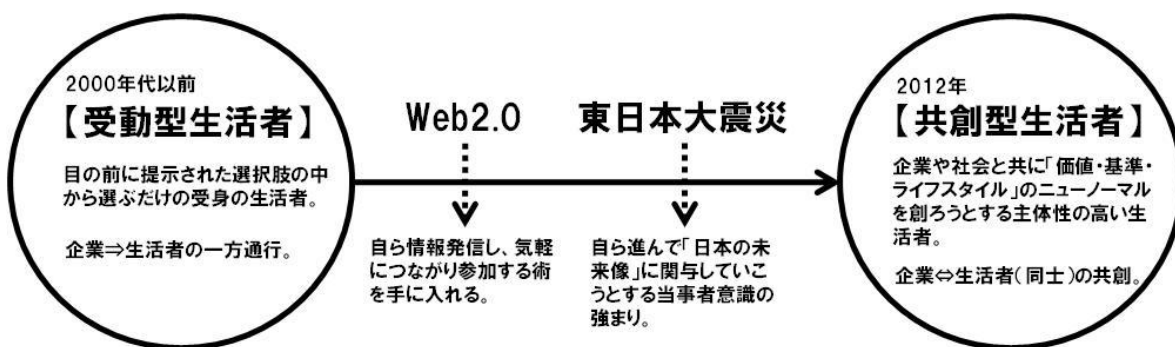 2000年代以前
【受動型生活者】
目の前に提示された選択肢の中
から選ぶだけの受身の生活者。
企業⇒生活者の一方通行。
Web2.0
自ら情報発信し、気軽
につながり参加する術
を手に入れる。
東日本大震災
自ら進んで「日本の未
来像」に関与していこ
うとする当事者意識の
強まり。
2012年
【共創型生活者】
企業や社会と共に「価値・基準・
ライフスタイル」のニューノーマル
を創ろうとする主体性の高い生
活者。
企業⇔生活者(同士)の共創。